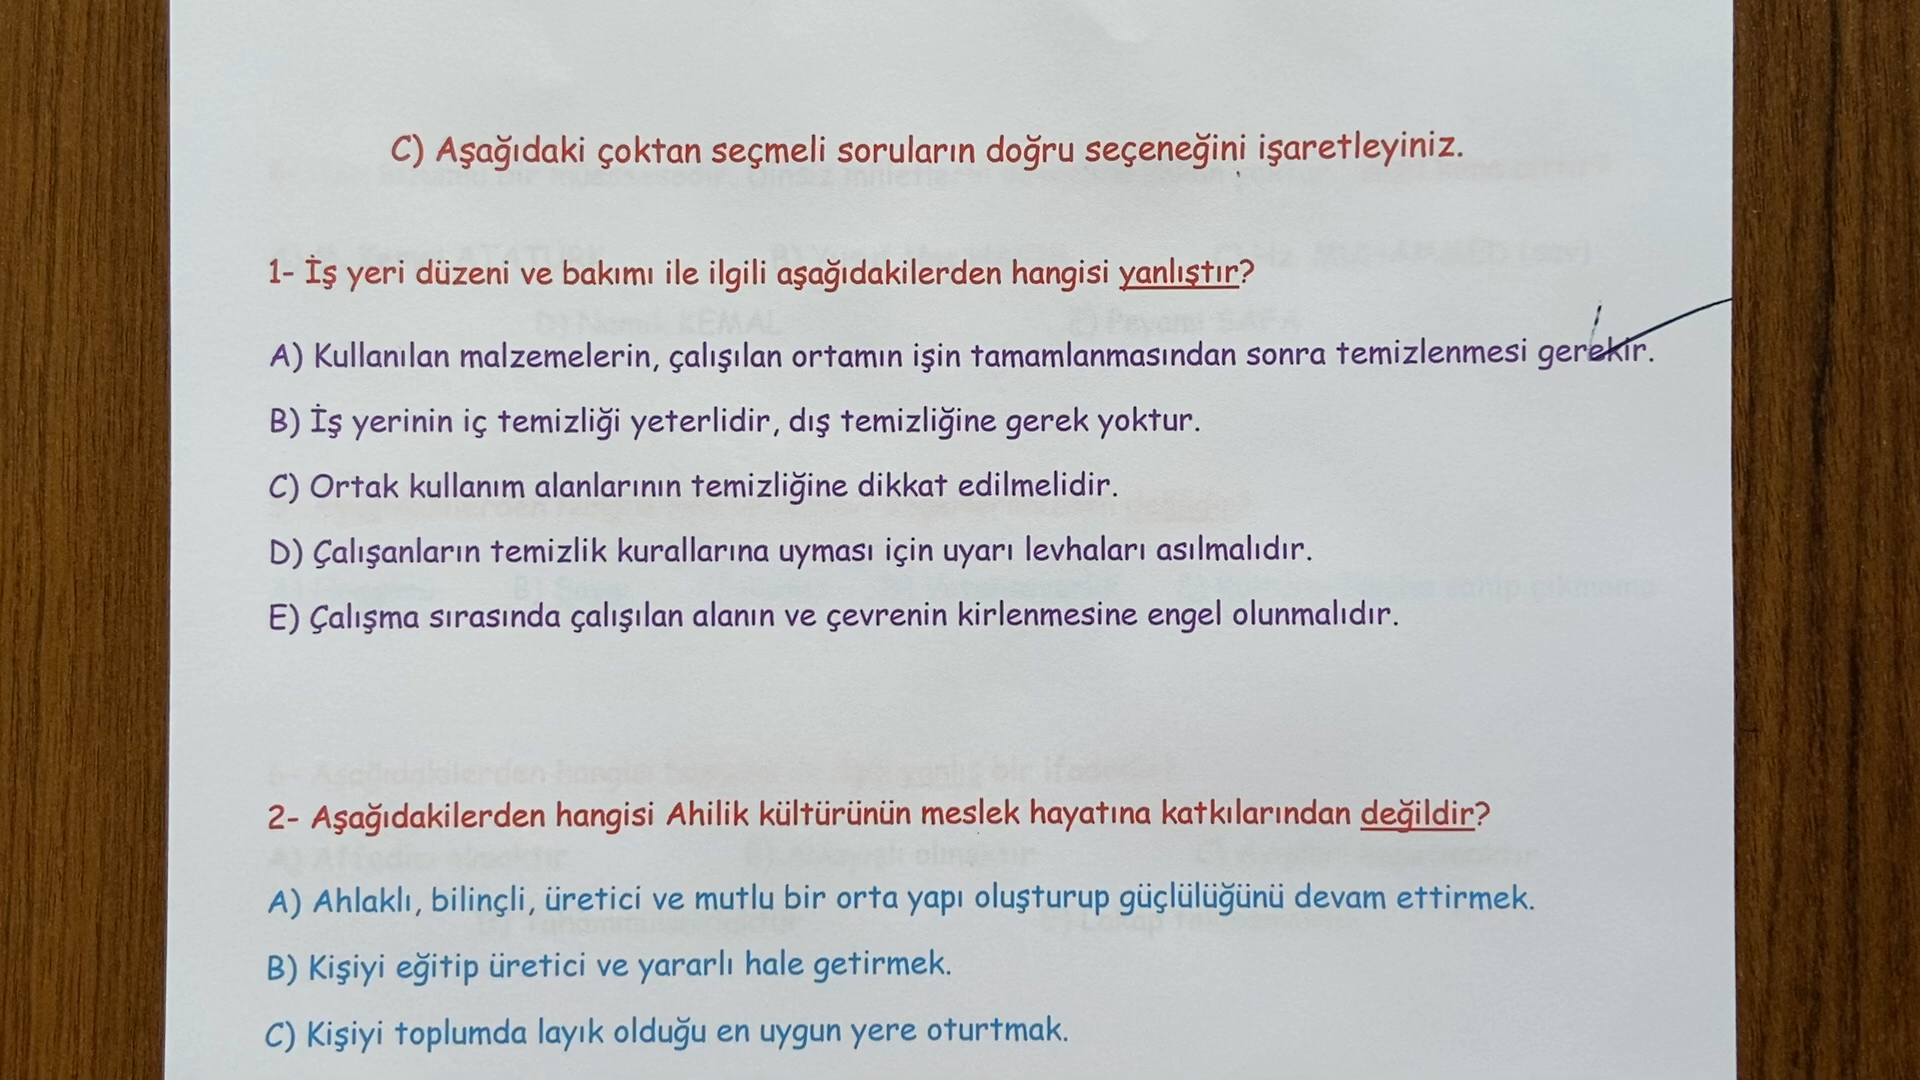 C) Aşağıdaki çoktan seçmeli soruların doğru seçeneğini işaretleyiniz.
1- İş yeri düzeni ve bakımı ile ilgili aşağıdakilerden hangisi yanlıştır?
A) Kullanılan malzemelerin, çalışılan ortamın işin tamamlanmasından sonra temizlenmesi gerekir.
B) İş yerinin iç temizliği yeterlidir, dış temizliğine gerek yoktur.
C) Ortak kullanım alanlarının temizliğine dikkat edilmelidir.
D) Çalışanların temizlik kurallarına uyması için uyarı levhaları asılmalıdır.
E) Çalışma sırasında çalışılan alanın ve çevrenin kirlenmesine engel olunmalıdır.
2- Aşağıdakilerden hangisi Ahilik kültürünün meslek hayatına katkılarından değildir?
A) Ahlaklı, bilinçli, üretici ve mutlu bir orta yapı oluşturup güçlülüğünü devam ettirmek.
B) Kişiyi eğitip üretici ve yararlı hale getirmek.
C) Kişiyi toplumda layık olduğu en uygun yere oturtmak.